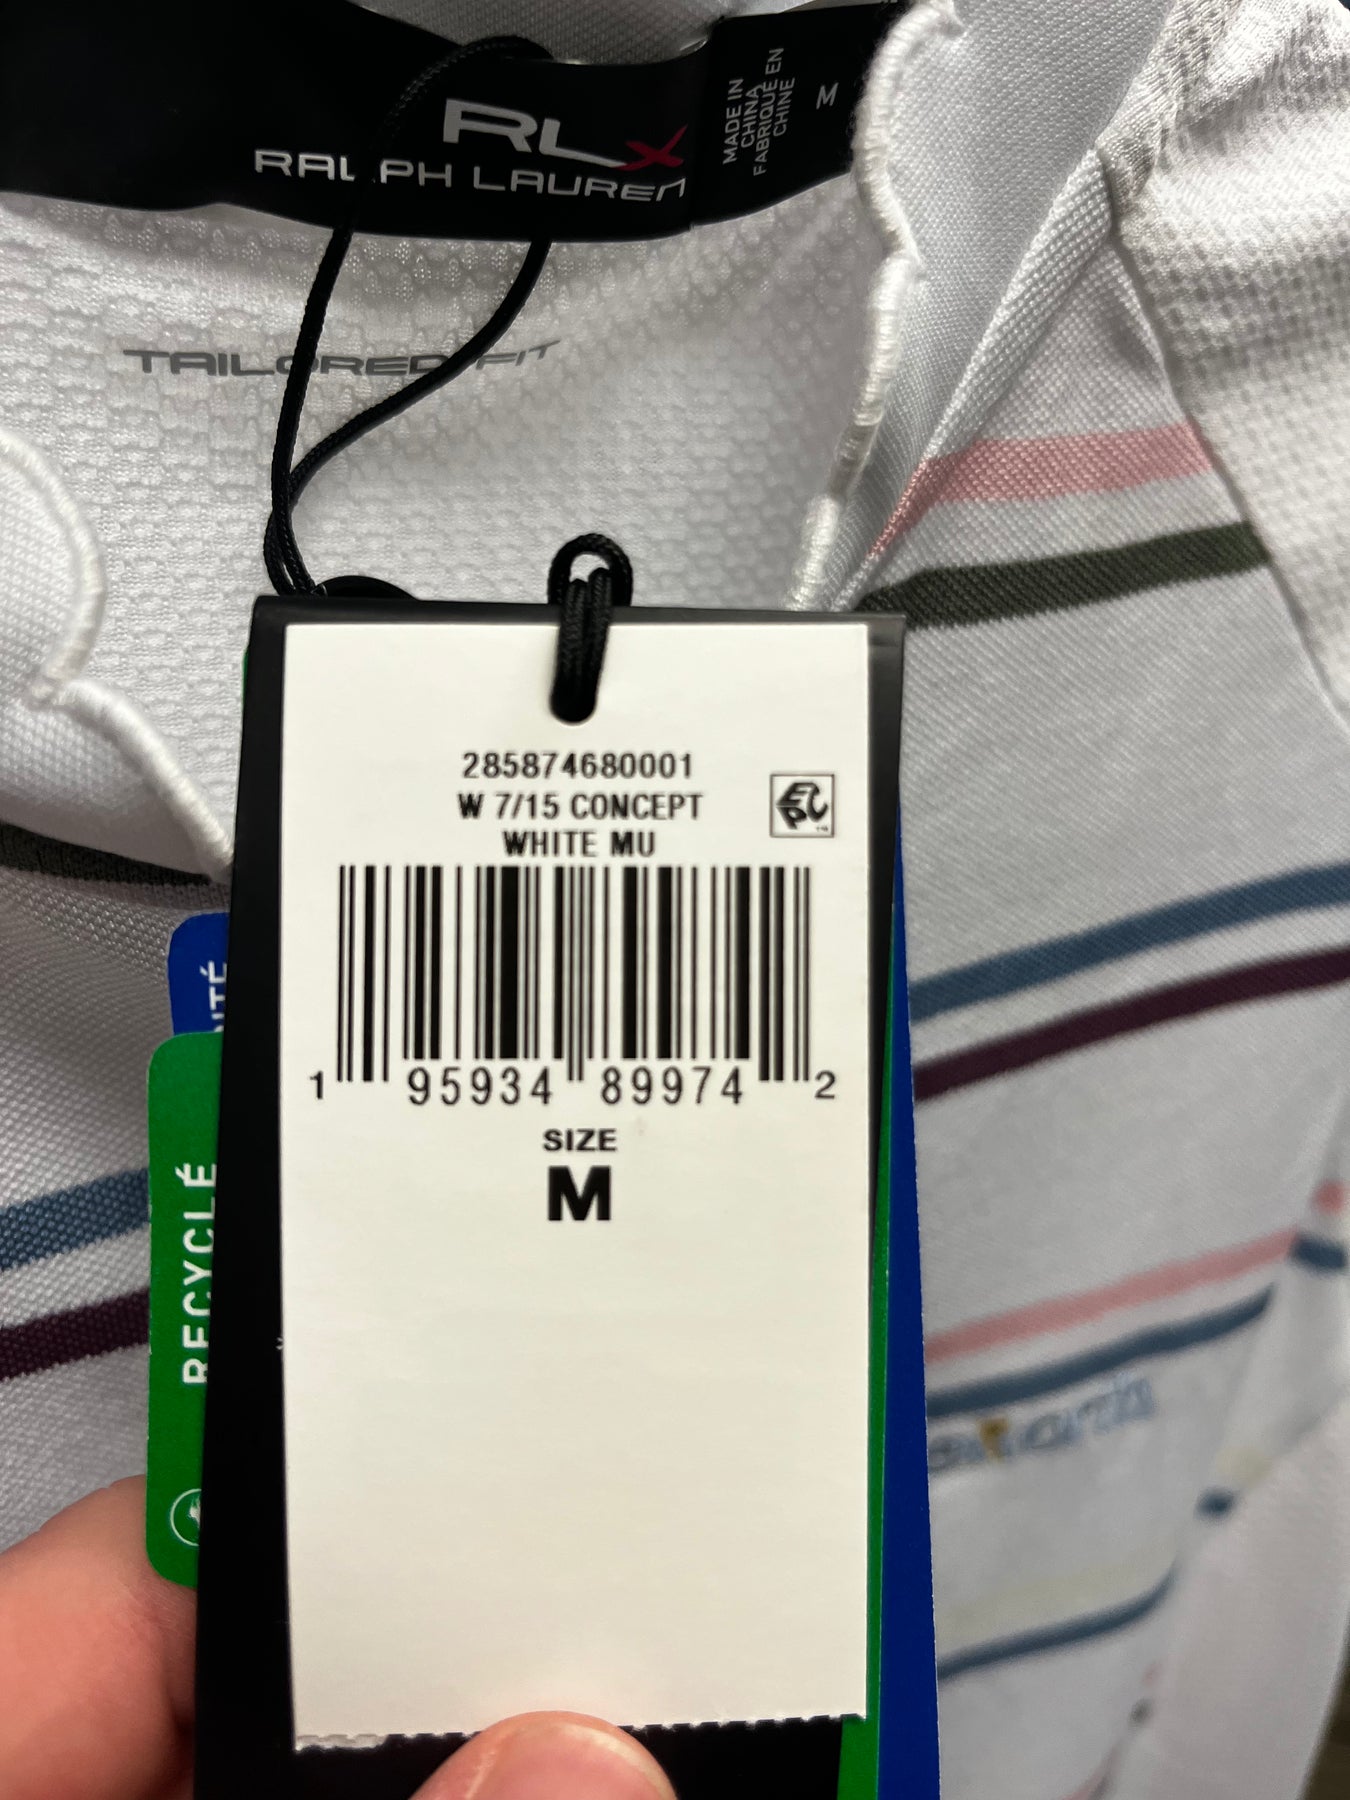 RLX
RALPH LAUREN
MADE IN
CHINA
FABRIQUÉ EN
CHINE
M
TAILORED FIT
285874680001
W 7/15 CONCEPT
WHITE MU
EPC
1 95934 89974 2
SIZE
M
RECYCLÉ